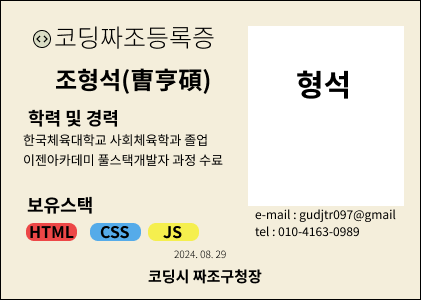 코딩짜조등록증
조형석(曺亨碩)
형석
학력 및 경력
한국체육대학교 사회체육학과 졸업
이젠아카데미 풀스택개발자 과정 수료
보유스택
HTML CSS JS
e-mail : gudjtr097@gmail
tel : 010-4163-0989
2024. 08. 29
코딩시 짜조구청장